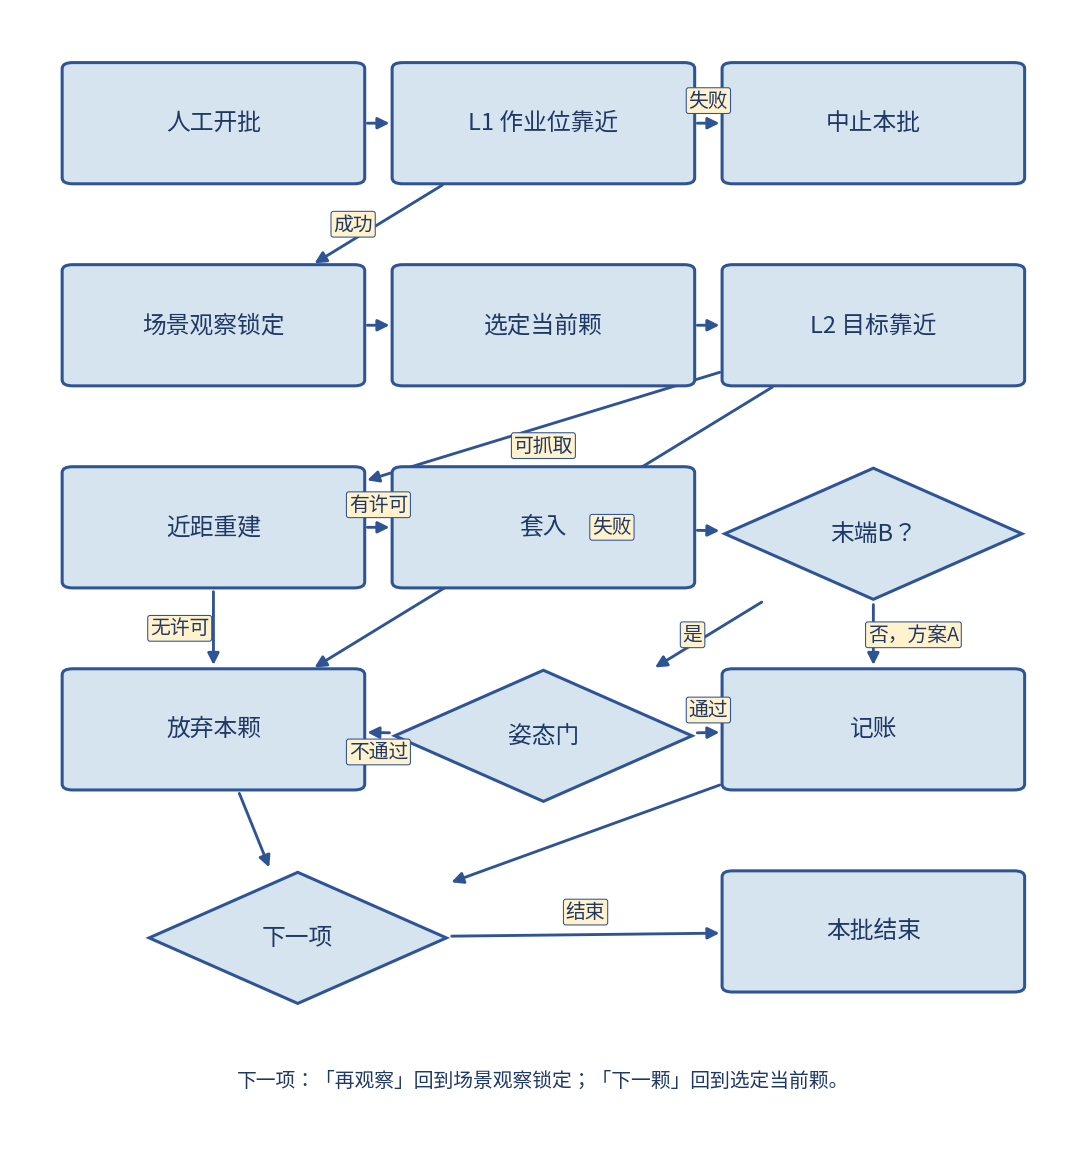 人工开批
L1 作业位靠近
失败
中止本批
成功
场景观察锁定
选定当前颗
L2 目标靠近
可抓取
近距重建
有许可
套入
失败
末端B？
无许可
是
否，方案A
放弃本颗
不通过
姿态门
通过
记账
下一项
结束
本批结束
下一项：「再观察」回到场景观察锁定；「下一颗」回到选定当前颗。